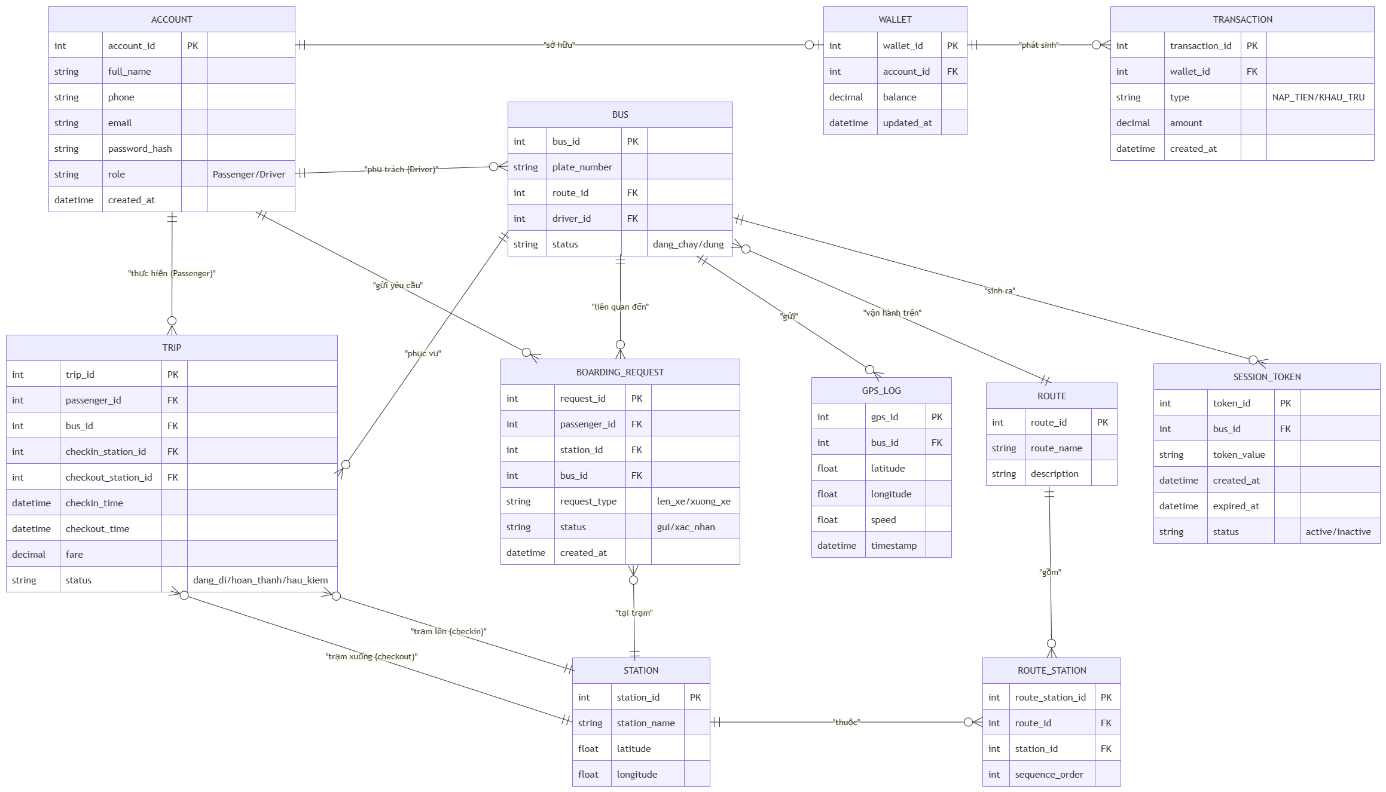 ACCOUNT
int account_id PK
string full_name
string phone
string email
string password_hash
string role Passenger/Driver
datetime created_at
WALLET
int wallet_id PK
int account_id FK
decimal balance
datetime updated_at
TRANSACTION
int transaction_id PK
int wallet_id FK
string type NAP_TIEN/KHAU_TRU
decimal amount
datetime created_at
"sở hữu"
"phát sinh"
BUS
int bus_id PK
string plate_number
int route_id FK
int driver_id FK
string status dang_chay/dung
"phụ trách (Driver)"
"thực hiện (Passenger)"
"gửi yêu cầu"
"liên quan đến"
"gửi"
"sinh ra"
"vận hành trên"
"phục vụ"
TRIP
int trip_id PK
int passenger_id FK
int bus_id FK
int checkin_station_id FK
int checkout_station_id FK
datetime checkin_time
datetime checkout_time
decimal fare
string status dang_di/hoan_thanh/hau_kiem
BOARDING_REQUEST
int request_id PK
int passenger_id FK
int station_id FK
int bus_id FK
string request_type len_xe/xuong_xe
string status gui/xac_nhan
datetime created_at
GPS_LOG
int gps_id PK
int bus_id FK
float latitude
float longitude
float speed
datetime timestamp
ROUTE
int route_id PK
string route_name
string description
SESSION_TOKEN
int token_id PK
int bus_id FK
string token_value
datetime created_at
datetime expired_at
string status active/inactive
"gồm"
"tại trạm"
"trạm lên (checkin)"
"trạm xuống (checkout)"
STATION
int station_id PK
string station_name
float latitude
float longitude
"thuộc"
ROUTE_STATION
int route_station_id PK
int route_id FK
int station_id FK
int sequence_order